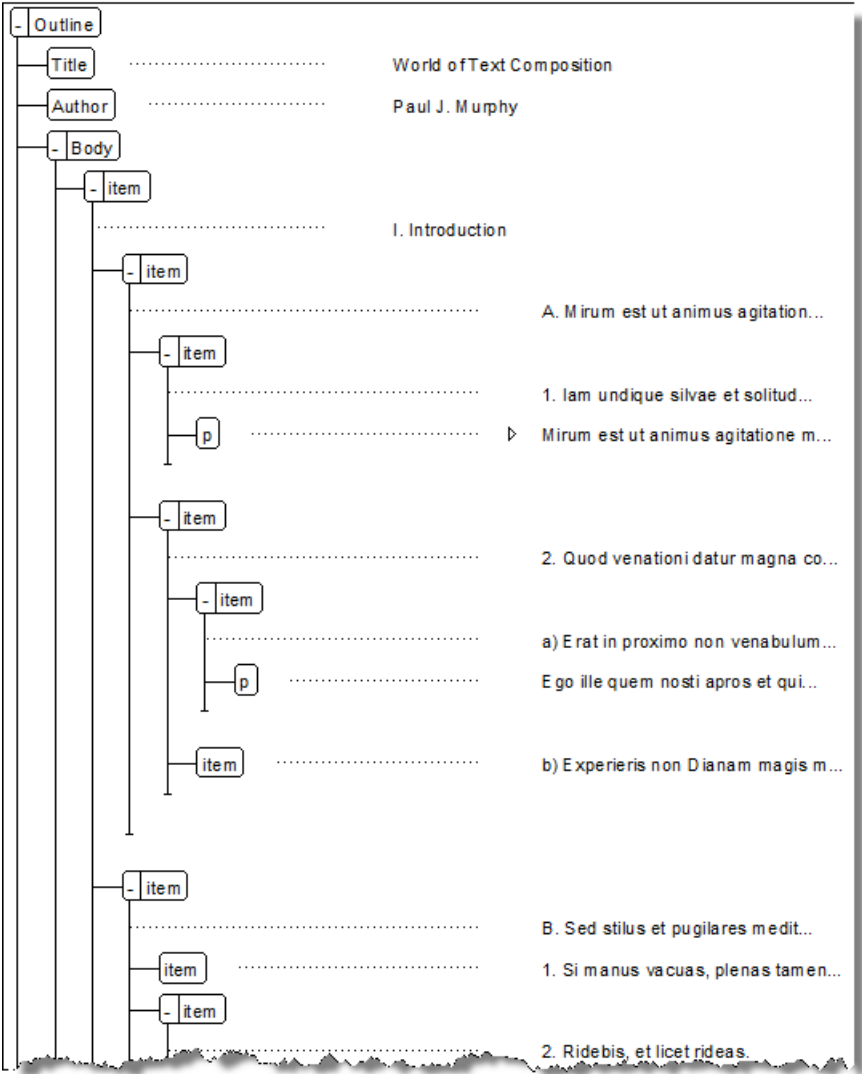 - Outline
Title World of Text Composition
Author Paul J. Murphy
- Body
- item
I. Introduction
- item
A. Mirum est ut animus agitation...
- item
1. Iam undique silvae et solitud...
p Mirum est ut animus agitatione m...
- item
2. Quod venationi datur magna co...
- item
a) Erat in proximo non venabulum...
p Ego ille quem nosti apros et qui...
item b) Experieris non Dianam magis m...
- item
B. Sed stilus et pugilares medit...
item 1. Si manus vacuas, plenas tamen...
- item
2. Ridebis, et licet rideas.